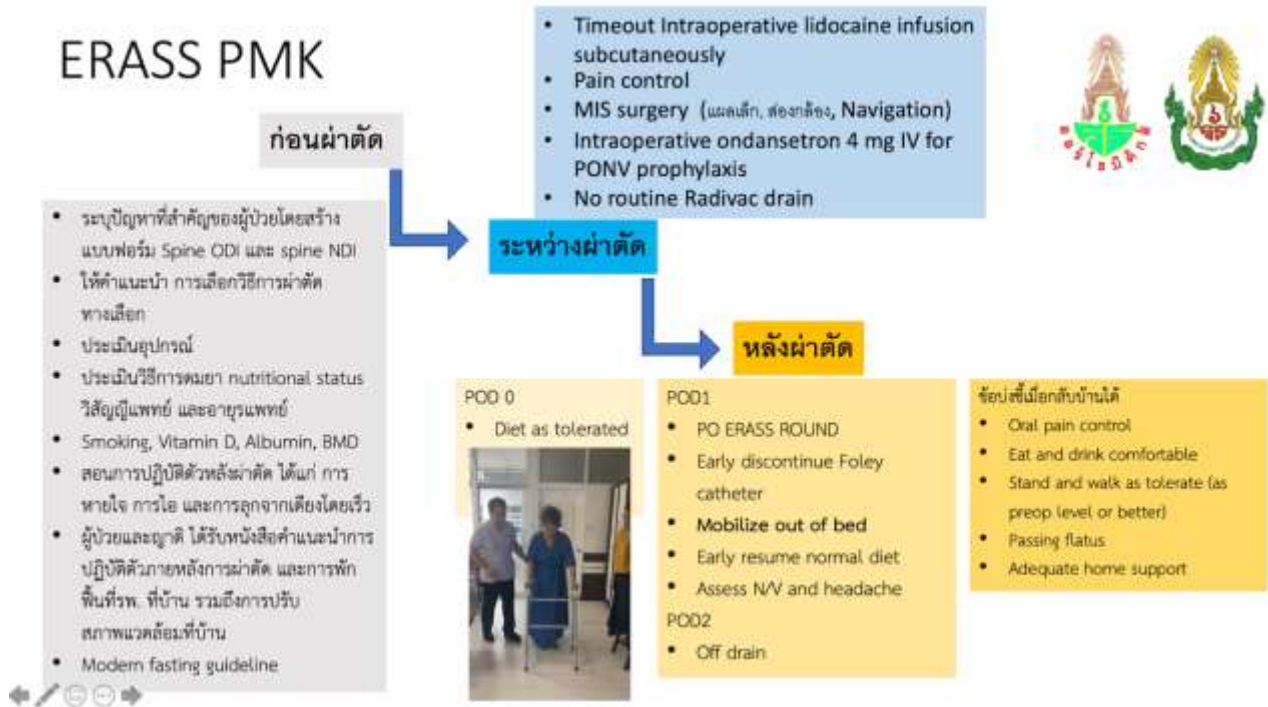 ERASS PMK
ก่อนผ่าตัด
• ระบุปัญหาที่สำคัญของผู้ป่วยโดยสร้าง
แบบฟอร์ม Spine ODI และ spine NDI
• ให้คำแนะนำ การเลือกวิธีการผ่าตัด
ทางเลือก
• ประเมินอุปกรณ์
• ประเมินวิธีการดมยา nutritional status
วิสัญญีแพทย์ และอายุรแพทย์
• Smoking, Vitamin D, Albumin, BMD
• สอนการปฏิบัติตัวหลังผ่าตัด ได้แก่ การ
หายใจ การไอ และการลุกจากเตียงโดยเร็ว
• ผู้ป่วยและญาติ ได้รับหนังสือคำแนะนำการ
ปฏิบัติตัวภายหลังการผ่าตัด และการพัก
ฟื้นที่รพ. ที่บ้าน รวมถึงการปรับ
สภาพแวดล้อมที่บ้าน
• Modern fasting guideline
• Timeout Intraoperative lidocaine infusion
subcutaneously
• Pain control
• MIS surgery (แผลเล็ก, ส่องกล้อง, Navigation)
• Intraoperative ondansetron 4 mg IV for
PONV prophylaxis
• No routine Radivac drain
ระหว่างผ่าตัด
หลังผ่าตัด
POD 0
• Diet as tolerated
POD1
• PO ERASS ROUND
• Early discontinue Foley
catheter
• Mobilize out of bed
• Early resume normal diet
• Assess N/V and headache
POD2
• Off drain
ข้อบ่งชี้เมื่อกลับบ้านได้
• Oral pain control
• Eat and drink comfortable
• Stand and walk as tolerate (as
preop level or better)
• Passing flatus
• Adequate home support